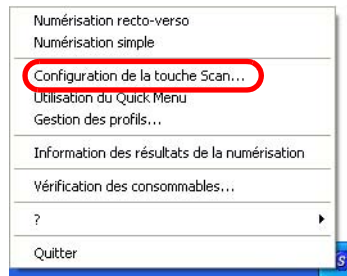 Numérisation recto-verso
Numérisation simple
Configuration de la touche Scan...
Utilisation du Quick Menu
Gestion des profils...
Information des résultats de la numérisation
Vérification des consommables...
?
Quitter
S